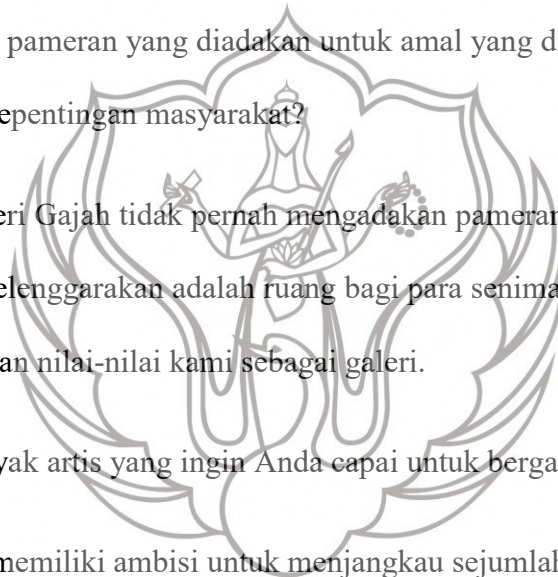 pameran yang diadakan untuk amal yang d
epentingan masyarakat?
eri Gajah tidak pernah mengadakan pameran
elenggarakan adalah ruang bagi para senima
an nilai-nilai kami sebagai galeri.
yak artis yang ingin Anda capai untuk berga
memiliki ambisi untuk menjangkau sejumlah